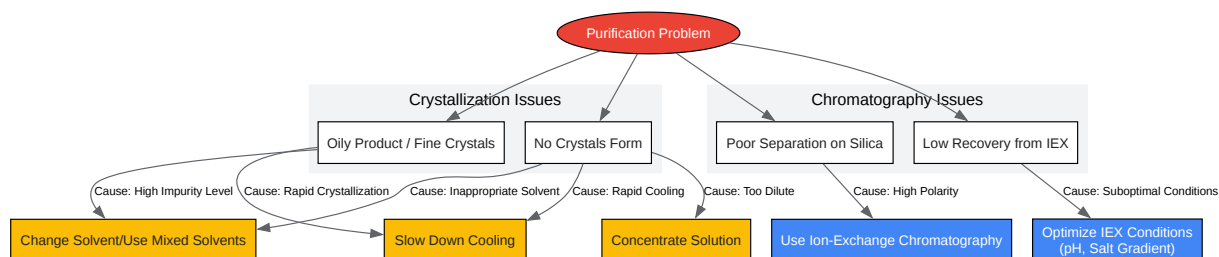 Purification Problem
Crystallization Issues
Chromatography Issues
Oily Product / Fine Crystals
No Crystals Form
Poor Separation on Silica
Low Recovery from IEX
Cause: High Impurity Level
Cause: Rapid Crystallization
Cause: Inappropriate Solvent
Cause: Rapid Cooling
Cause: Too Dilute
Cause: High Polarity
Cause: Suboptimal Conditions
Change Solvent/Use Mixed Solvents
Slow Down Cooling
Concentrate Solution
Use Ion-Exchange Chromatography
Optimize IEX Conditions
(pH, Salt Gradient)